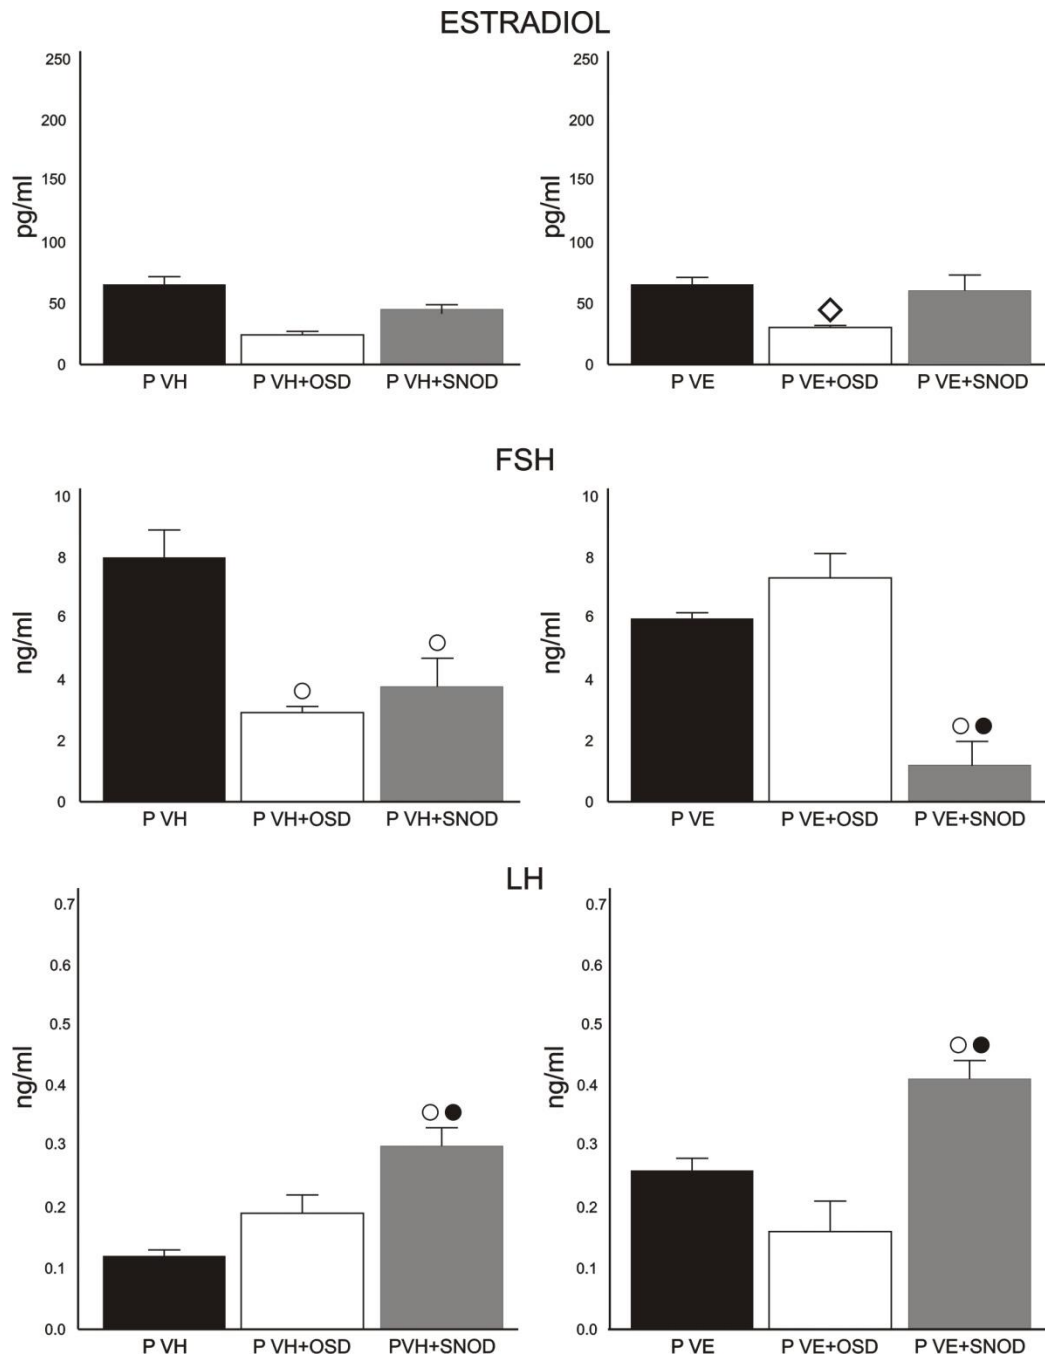 ESTRADIOL
250
200
150
100
50
0
pg/ml
P VH P VH+OSD P VH+SNOD
250
200
150
100
50
0
pg/ml
P VE P VE+OSD P VE+SNOD
FSH
10
8
6
4
2
0
ng/ml
P VH P VH+OSD P VH+SNOD
10
8
6
4
2
0
ng/ml
P VE P VE+OSD P VE+SNOD
LH
0.7
0.6
0.5
0.4
0.3
0.2
0.1
0.0
ng/ml
P VH P VH+OSD PVH+SNOD
0.7
0.6
0.5
0.4
0.3
0.2
0.1
0.0
ng/ml
P VE P VE+OSD P VE+SNOD